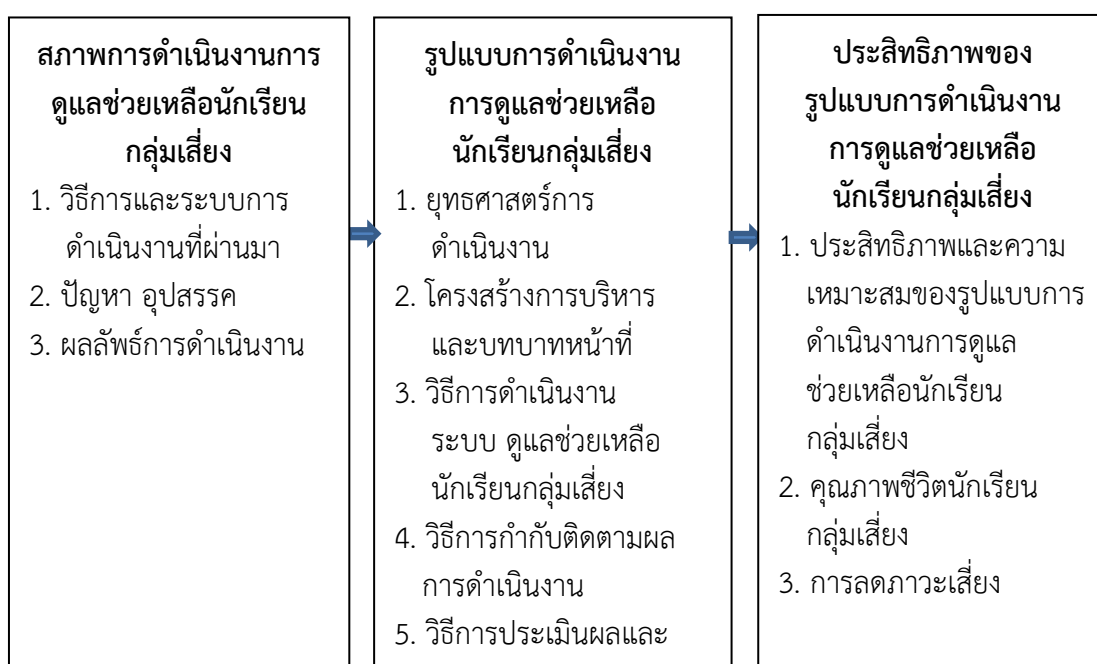 สภาพการดำเนินงานการ
ดูแลช่วยเหลือนักเรียน
กลุ่มเสี่ยง
1. วิธีการและระบบการ
ดำเนินงานที่ผ่านมา
2. ปัญหา อุปสรรค
3. ผลลัพธ์การดำเนินงาน
รูปแบบการดำเนินงาน
การดูแลช่วยเหลือ
นักเรียนกลุ่มเสี่ยง
1. ยุทธศาสตร์การ
ดำเนินงาน
2. โครงสร้างการบริหาร
และบทบาทหน้าที่
3. วิธีการดำเนินงาน
ระบบ ดูแลช่วยเหลือ
นักเรียนกลุ่มเสี่ยง
4. วิธีการกำกับติดตามผล
การดำเนินงาน
5. วิธีการประเมินผลและ
ประสิทธิภาพของ
รูปแบบการดำเนินงาน
การดูแลช่วยเหลือ
นักเรียนกลุ่มเสี่ยง
1. ประสิทธิภาพและความ
เหมาะสมของรูปแบบการ
ดำเนินงานการดูแล
ช่วยเหลือนักเรียน
กลุ่มเสี่ยง
2. คุณภาพชีวิตนักเรียน
กลุ่มเสี่ยง
3. การลดภาวะเสี่ยง